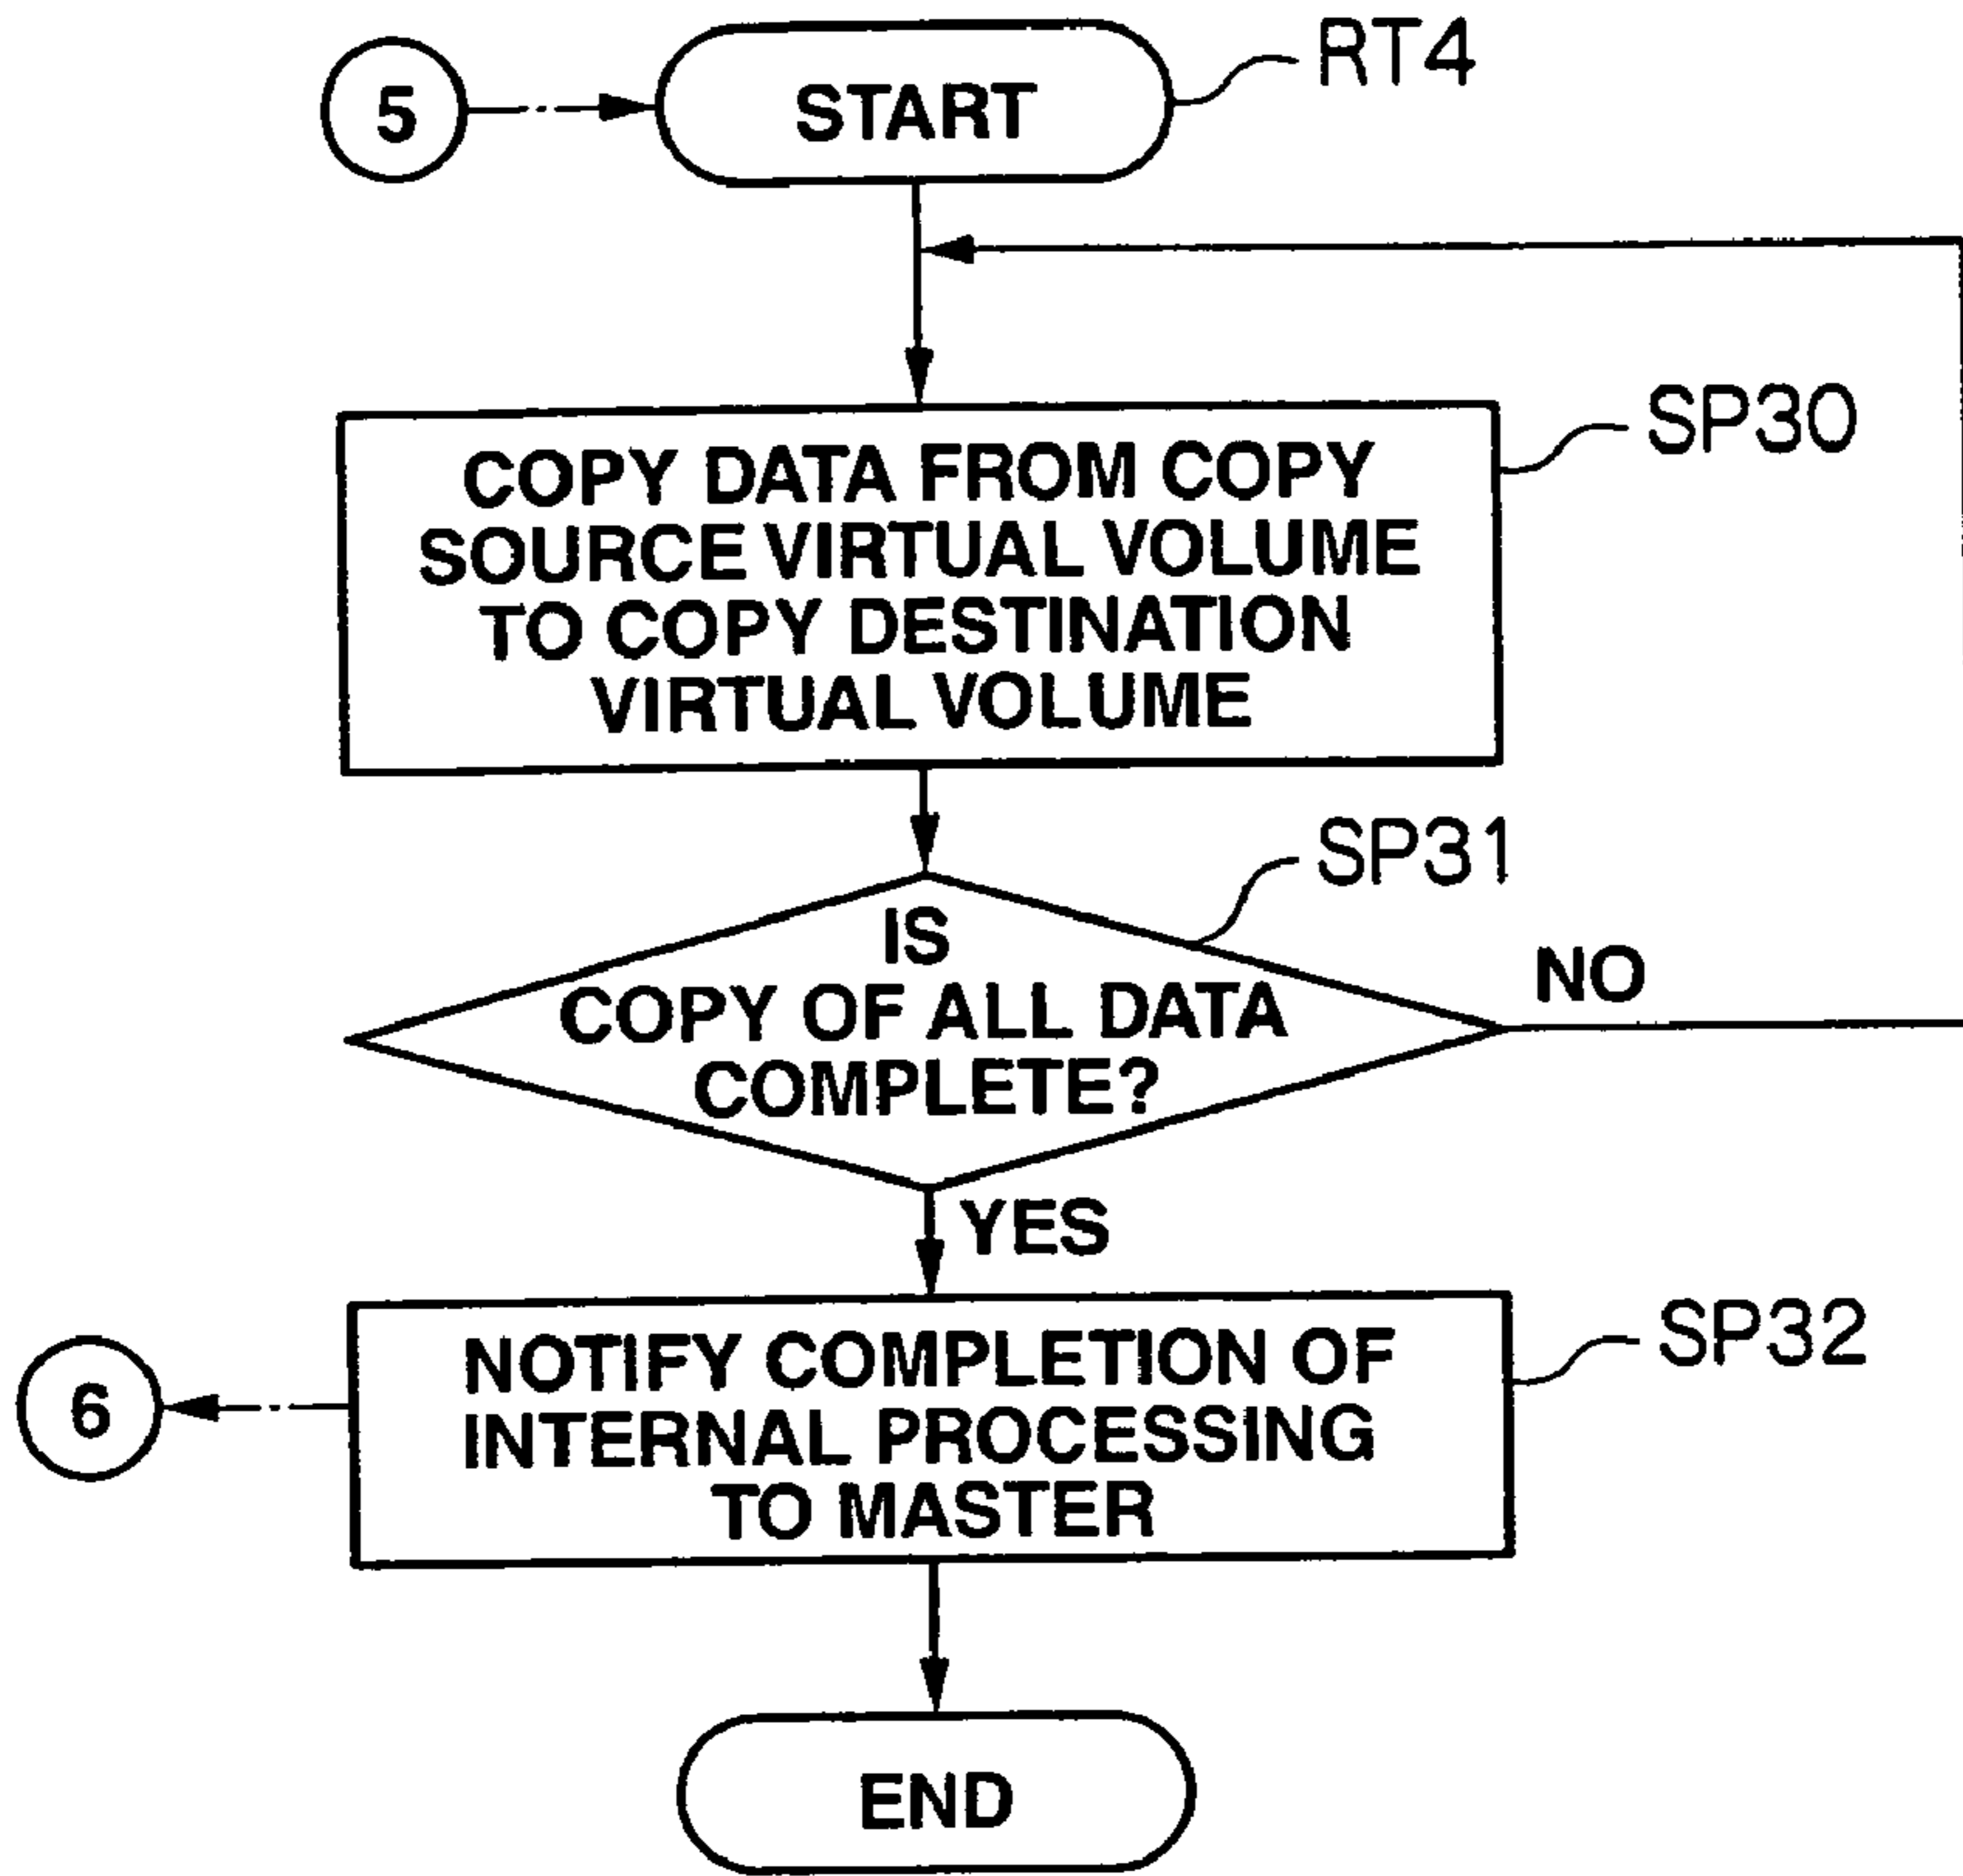 5
START
RT4
COPY DATA FROM COPY
SOURCE VIRTUAL VOLUME
TO COPY DESTINATION
VIRTUAL VOLUME
SP30
SP31
IS
COPY OF ALL DATA
COMPLETE?
NO
YES
NOTIFY COMPLETION OF
INTERNAL PROCESSING
TO MASTER
SP32
6
END